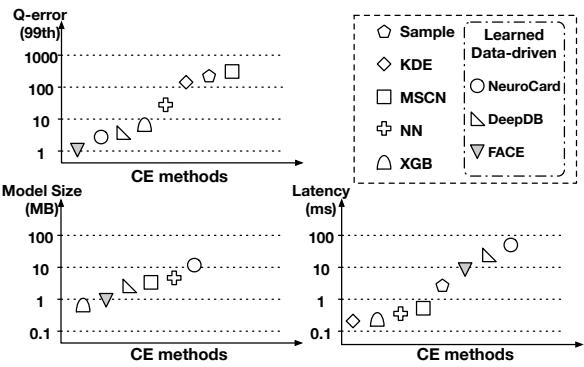 Q-error
(99th)
1000
100
10
1
CE methods
Sample
KDE
MSCN
NN
XGB
Learned
Data-driven
NeuroCard
DeepDB
FACE
Model Size
(MB)
100
10
1
0.1
CE methods
Latency
(ms)
100
10
1
0.1
CE methods